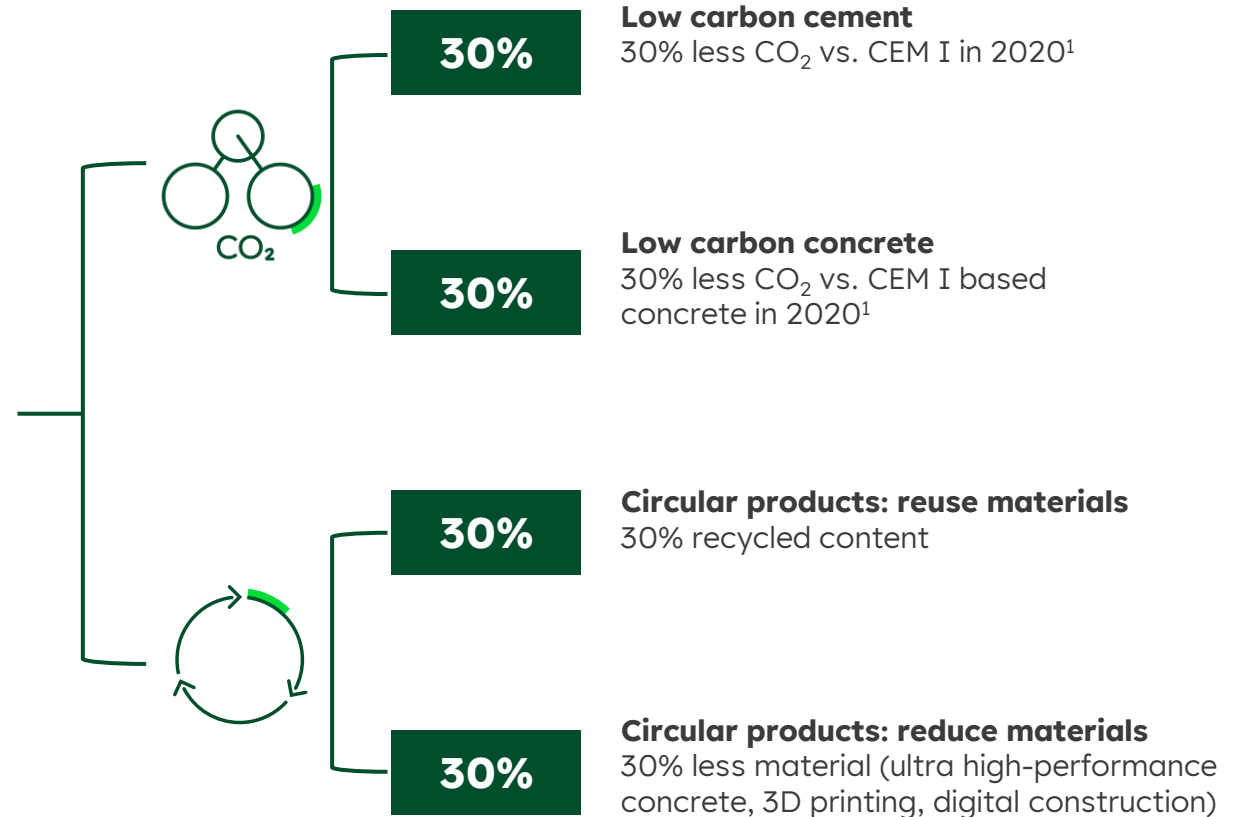 30%
Low carbon cement
30% less CO₂ vs. CEM I in 2020¹
CO₂
30%
Low carbon concrete
30% less CO₂ vs. CEM I based
concrete in 2020¹
30%
Circular products: reuse materials
30% recycled content
30%
Circular products: reduce materials
30% less material (ultra high-performance
concrete, 3D printing, digital construction)